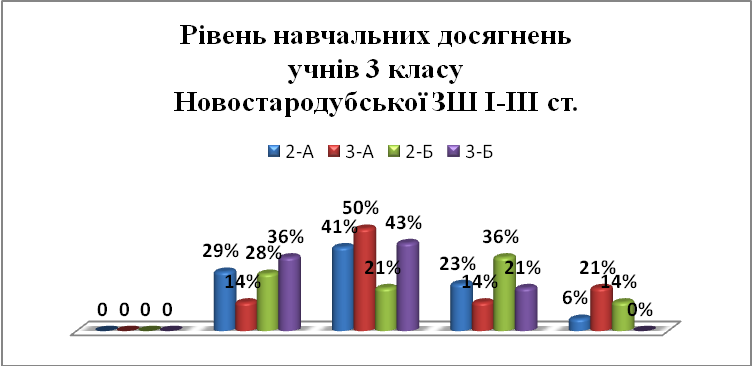 Рівень навчальних досягнень
учнів 3 класу
Новостародубської ЗШ І-ІІІ ст.
2-А 3-А 2-Б 3-Б
0 0 0 0
29% 14% 28% 36%
41% 50% 21% 43%
23% 14% 36% 21%
6% 21% 14% 0%